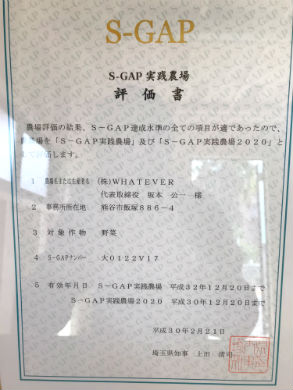 S-GAP
S-GAP 実践農場
評価書
農場評価の結果、S-GAP達成水準の全ての項目が適であったので、
「S-GAP実践農場」及び「S-GAP実践農場2020」と
します。
1 農場名または生産者名 (株)WHATEVER
代表取締役 坂本 公一 様
2 事務所所在地 熊谷市飯塚886-4
3 対象作物 野菜
4 S-GAPナンバー 大0122V17
5 有効年月日 S-GAP実践農場 平成32年12月20日まで
S-GAP実践農場2020 平成30年12月20日まで
平成30年2月21日
埼玉県知事 上田 清司